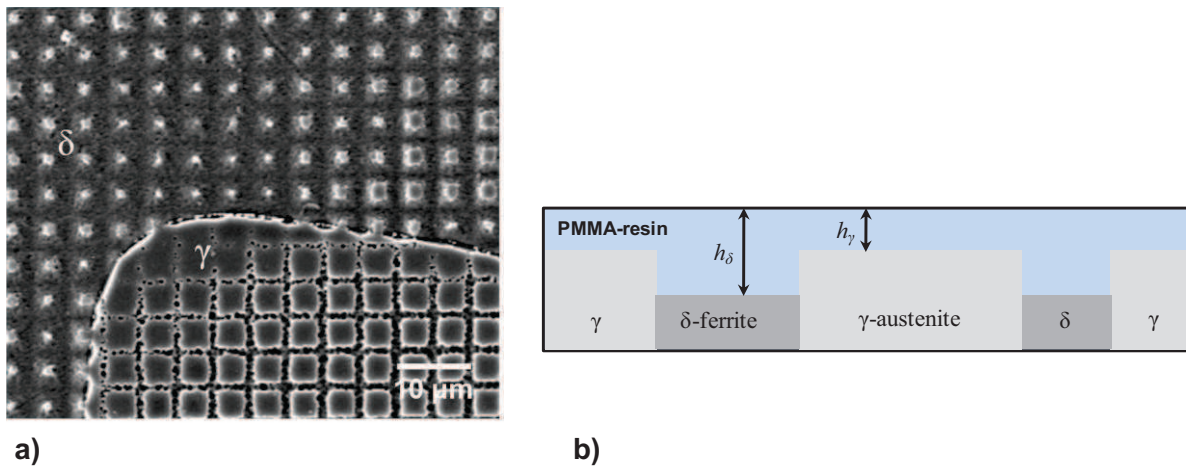 δ
γ
10 µm
PMMA-resin
hδ
hγ
γ
δ-ferrite
γ-austenite
δ
γ
a)
b)